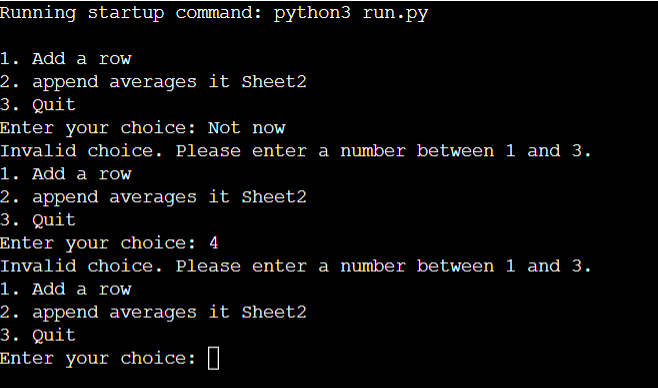 Running startup command: python3 run.py
1. Add a row
2. append averages it Sheet2
3. Quit
Enter your choice: Not now
Invalid choice. Please enter a number between 1 and 3.
1. Add a row
2. append averages it Sheet2
3. Quit
Enter your choice: 4
Invalid choice. Please enter a number between 1 and 3.
1. Add a row
2. append averages it Sheet2
3. Quit
Enter your choice: